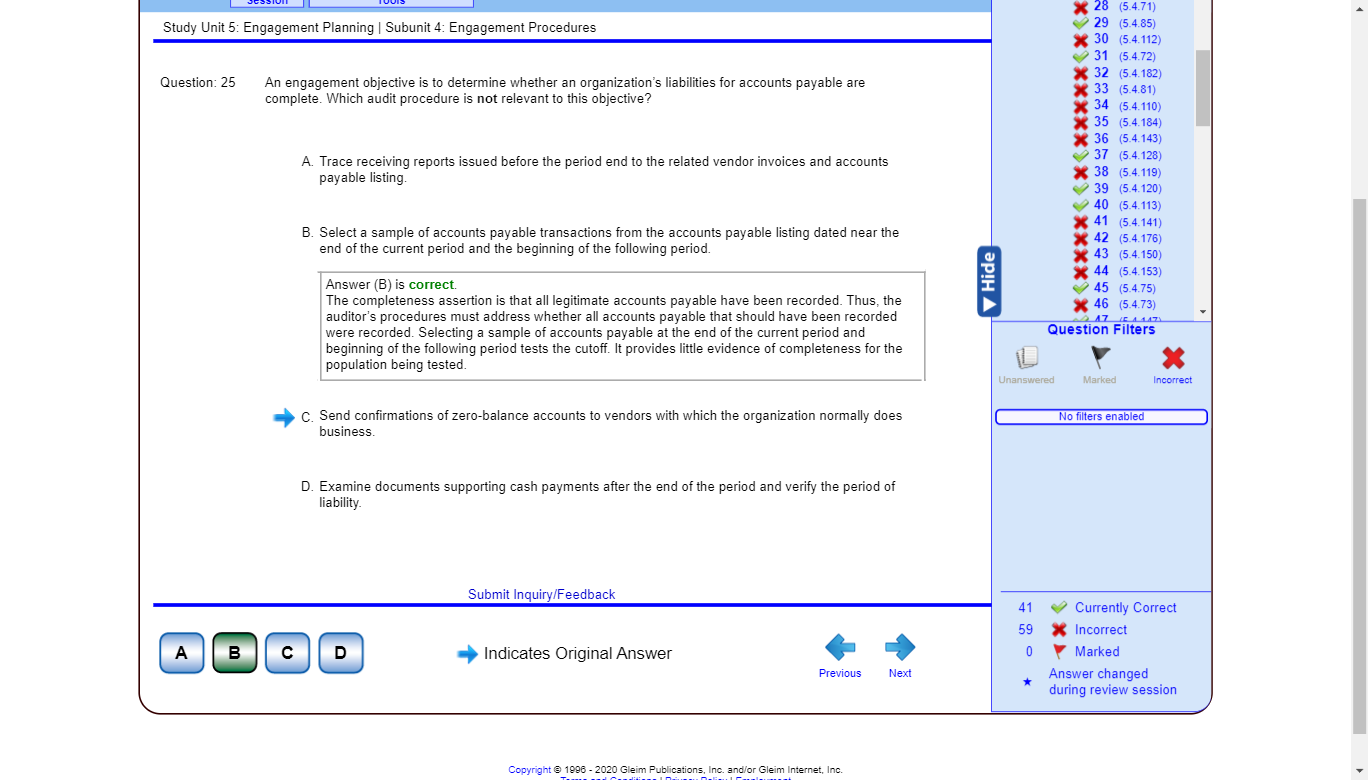 Session
Tools
Study Unit 5: Engagement Planning | Subunit 4: Engagement Procedures
Question: 25
An engagement objective is to determine whether an organization's liabilities for accounts payable are
complete. Which audit procedure is not relevant to this objective?
A. Trace receiving reports issued before the period end to the related vendor invoices and accounts
payable listing.
B. Select a sample of accounts payable transactions from the accounts payable listing dated near the
end of the current period and the beginning of the following period.
Answer (B) is correct.
The completeness assertion is that all legitimate accounts payable have been recorded. Thus, the
auditor's procedures must address whether all accounts payable that should have been recorded
were recorded. Selecting a sample of accounts payable at the end of the current period and
beginning of the following period tests the cutoff. It provides little evidence of completeness for the
population being tested.
C. Send confirmations of zero-balance accounts to vendors with which the organization normally does
business.
D. Examine documents supporting cash payments after the end of the period and verify the period of
liability.
Submit Inquiry/Feedback
A B C D
Indicates Original Answer
Previous
Next
28 (5.4.71)
29 (5.4.85)
30 (5.4.112)
31 (5.4.72)
32 (5.4.182)
33 (5.4.81)
34 (5.4.110)
35 (5.4.184)
36 (5.4.143)
37 (5.4.128)
38 (5.4.119)
39 (5.4.120)
40 (5.4.113)
41 (5.4.141)
42 (5.4.176)
43 (5.4.150)
44 (5.4.153)
45 (5.4.75)
46 (5.4.73)
47 (5.4.147)
Hide
Question Filters
Unanswered
Marked
Incorrect
No filters enabled
41 Currently Correct
59 Incorrect
0 Marked
Answer changed
during review session
Copyright © 1996 - 2020 Gleim Publications, Inc. and/or Gleim Internet, Inc.
Terms and Conditions | Privacy Policy | Employment